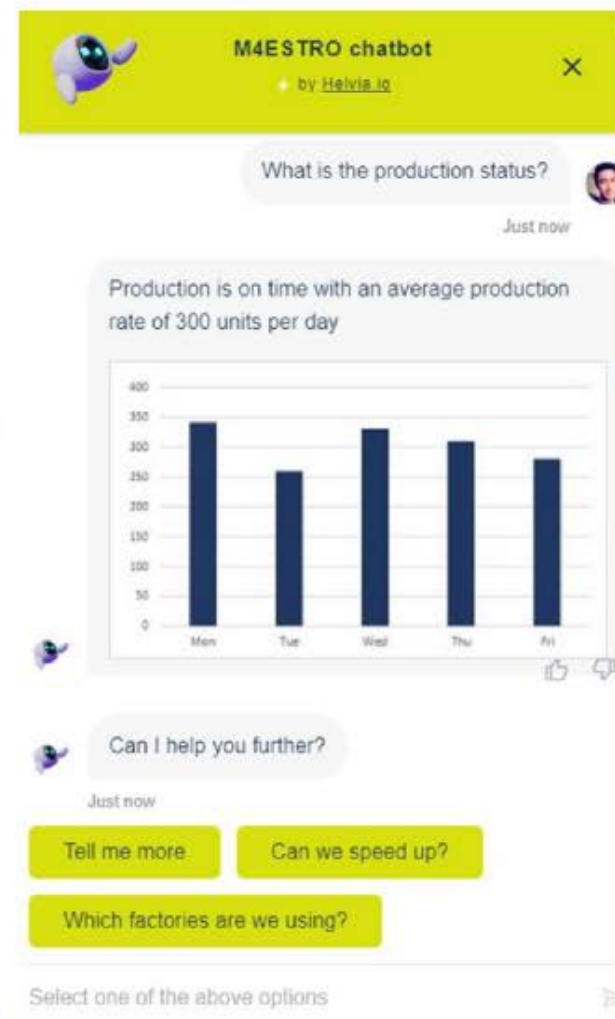 M4ESTRO chatbot
by Helvia.io
What is the production status?
Just now
Production is on time with an average production
rate of 300 units per day
400
350
300
250
200
150
100
50
0
Mon Tue Wed Thu Fri
Can I help you further?
Just now
Tell me more Can we speed up?
Which factories are we using?
Select one of the above options